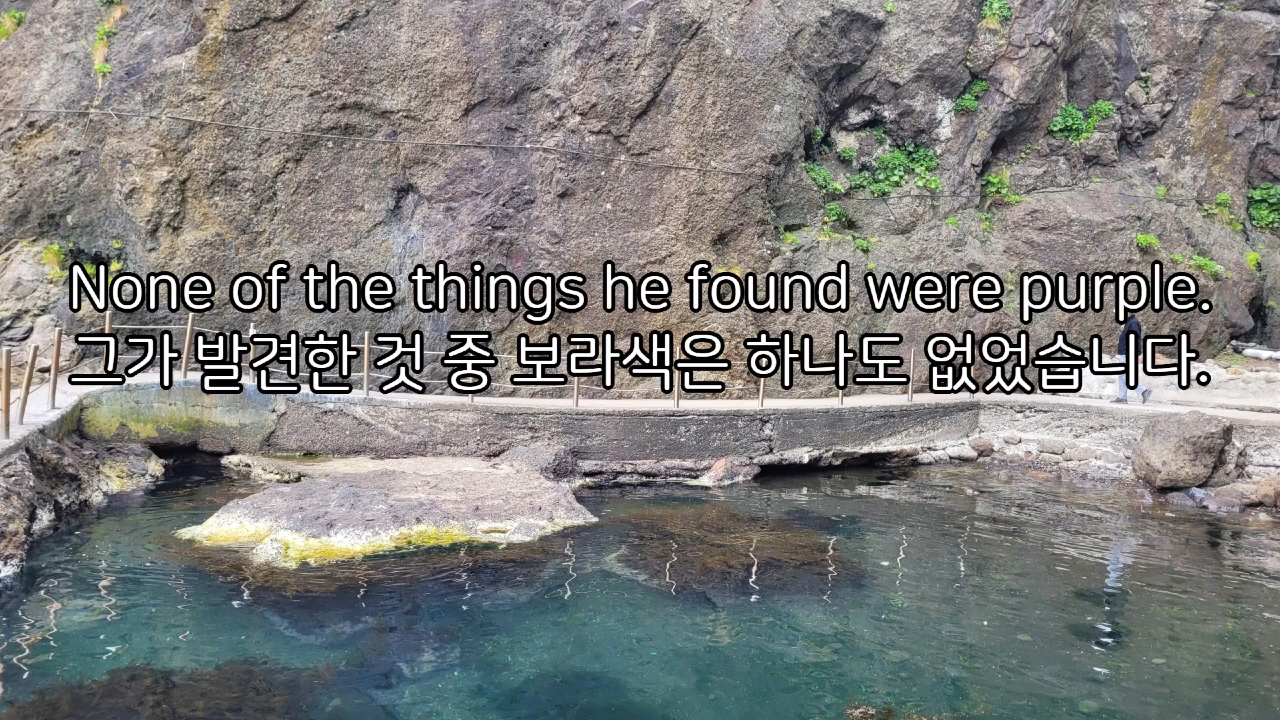 None of the things he found were purple.
그가 발견한 것 중 보라색은 하나도 없었습니다.